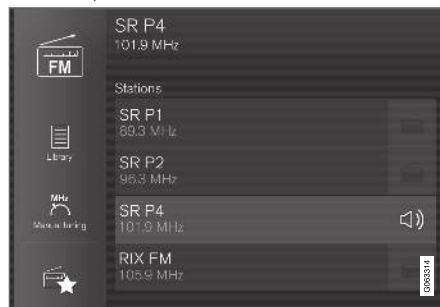 SR P4
101.9 MHz
FM
Stations
SR P1
89.3 MHz
Library
SR P2
96.3 MHz
MHz
Manual tuning
SR P4
101.9 MHz
RIX FM
105.9 MHz
G063314